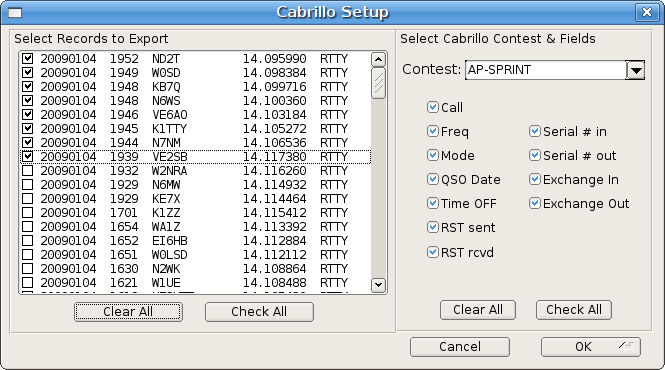 Cabrillo Setup
Select Records to Export
20090104 1952 ND2T 14.095990 RTTY
20090104 1949 W0SD 14.098384 RTTY
20090104 1948 KB7Q 14.099716 RTTY
20090104 1948 N6WS 14.100360 RTTY
20090104 1946 VE6AO 14.103184 RTTY
20090104 1945 K1TTY 14.105272 RTTY
20090104 1944 N7NM 14.106536 RTTY
20090104 1939 VE2SB 14.117380 RTTY
20090104 1932 W2NRA 14.116260 RTTY
20090104 1929 N6MW 14.114932 RTTY
20090104 1929 KE7X 14.114464 RTTY
20090104 1701 K1ZZ 14.115412 RTTY
20090104 1654 WA1Z 14.113392 RTTY
20090104 1652 EI6HB 14.112884 RTTY
20090104 1651 W0LSD 14.112112 RTTY
20090104 1630 N2WK 14.108864 RTTY
20090104 1621 W1UE 14.108488 RTTY
Clear All
Check All
Select Cabrillo Contest & Fields
Contest: AP-SPRINT
Call
Freq
Serial # in
Mode
Serial # out
QSO Date
Exchange In
Time OFF
Exchange Out
RST sent
RST rcvd
Clear All
Check All
Cancel
OK